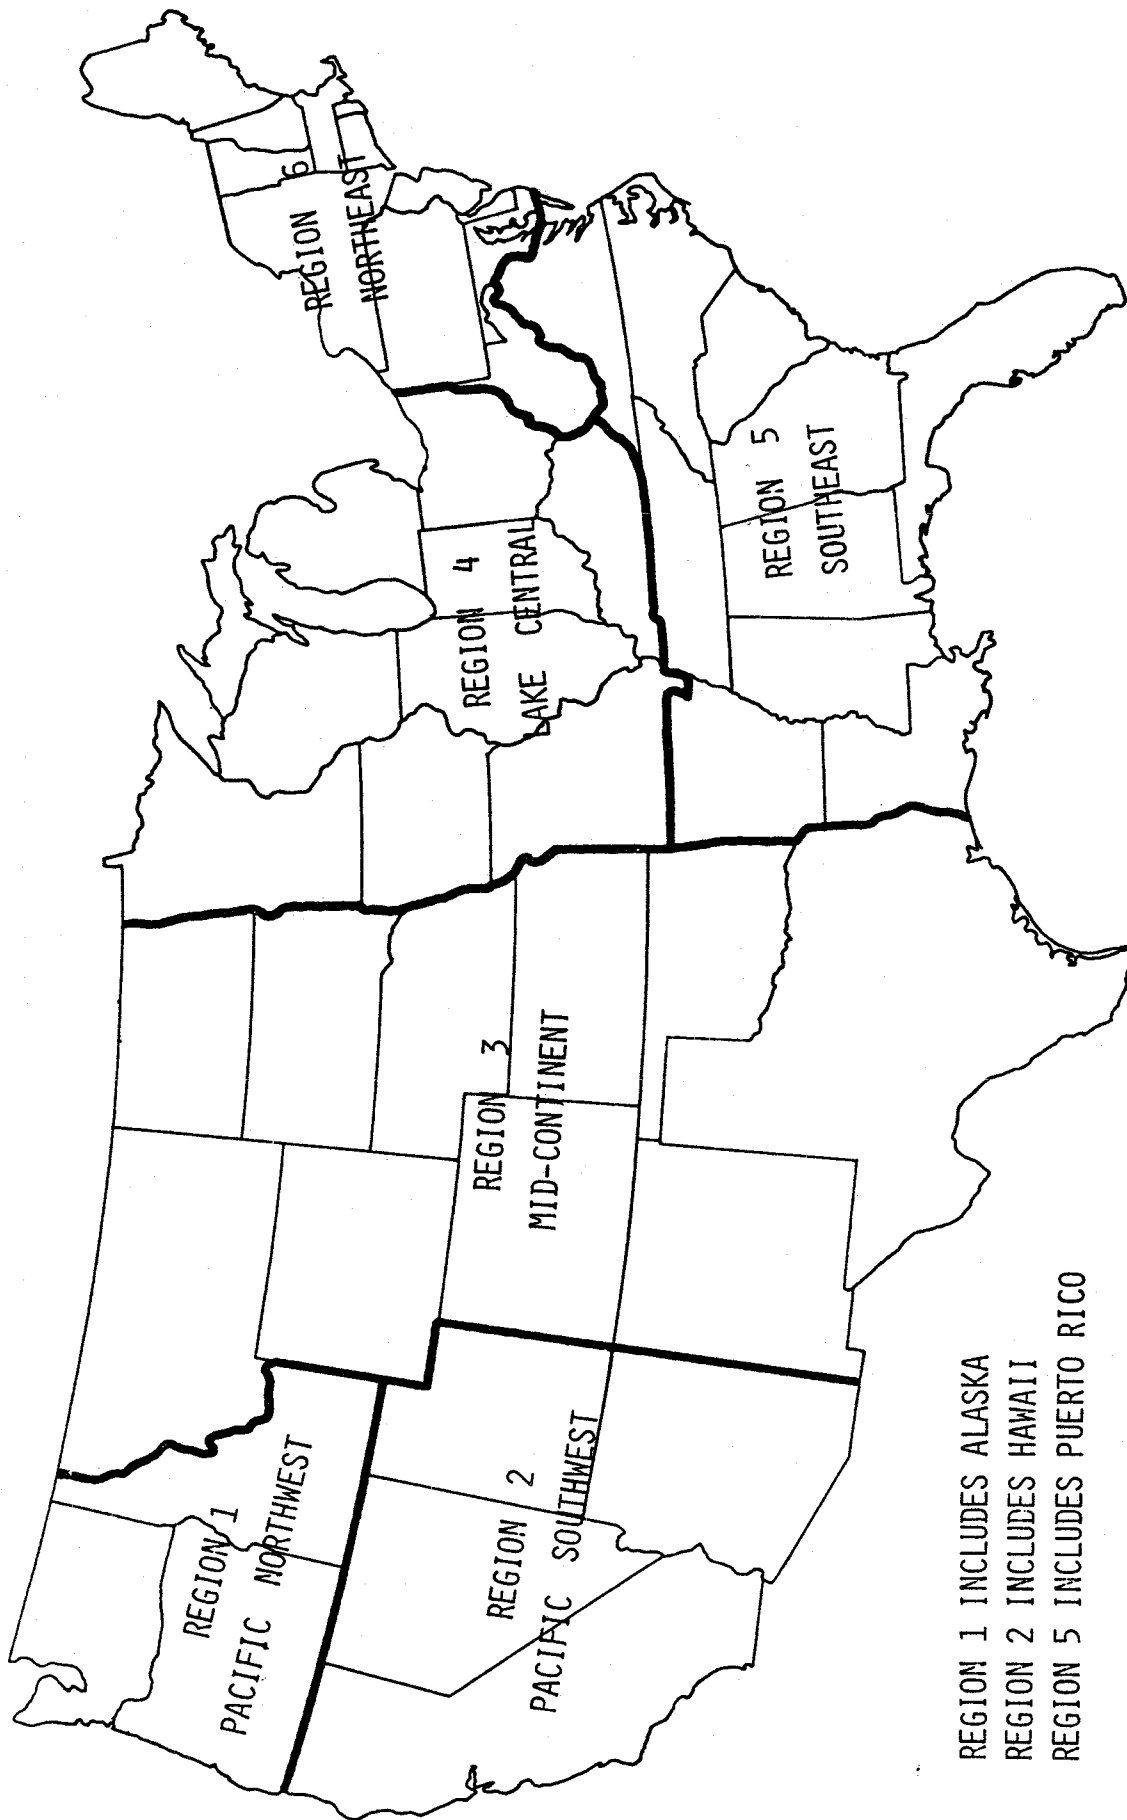 REGION 1
PACIFIC NORTHWEST
REGION 2
PACIFIC SOUTHWEST
REGION 3
MID-CONTINENT
REGION 4
LAKE CENTRAL
REGION 5
SOUTHEAST
REGION 6
NORTHEAST
REGION 1 INCLUDES ALASKA
REGION 2 INCLUDES HAWAII
REGION 5 INCLUDES PUERTO RICO